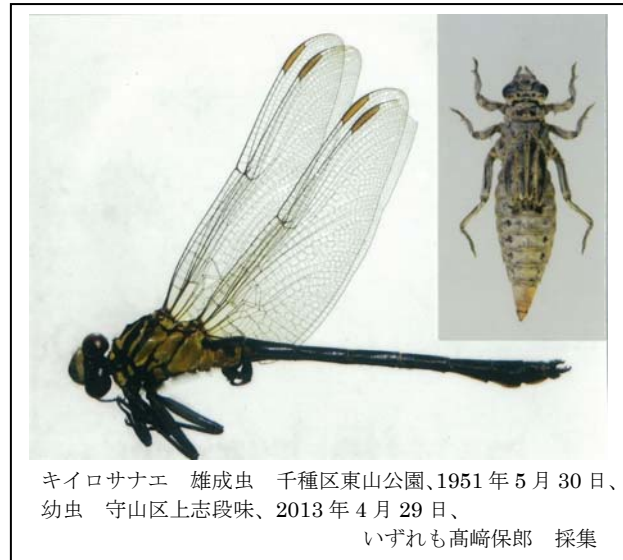 キイロサナエ　雄成虫　千種区東山公園、1951 年 5 月 30 日、
幼虫　守山区上志段味、2013 年 4 月 29 日、
いずれも髙﨑保郎　採集